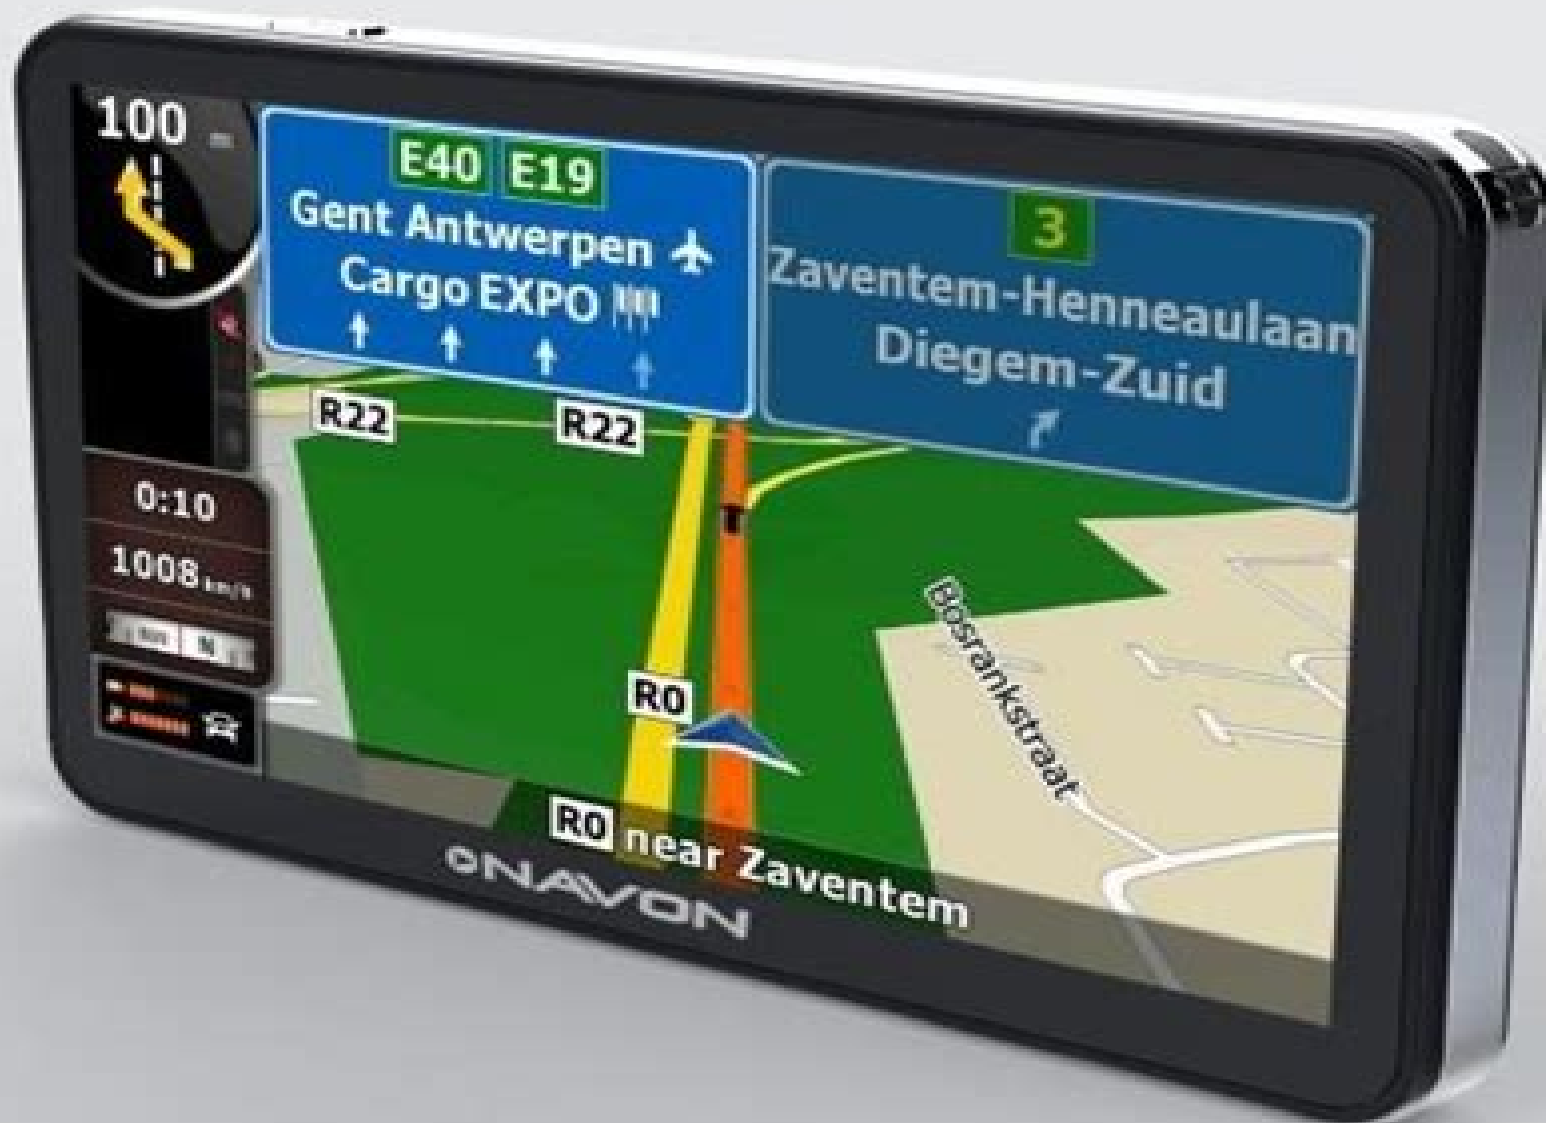 100 m
E40 E19
Gent Antwerpen
Cargo EXPO
3
Zaventem-Henneaulaan
Diegem-Zuid
R22
R22
0:10
1008 km/h
N
R0
Bosrankstraat
R0 near Zaventem
NAVON